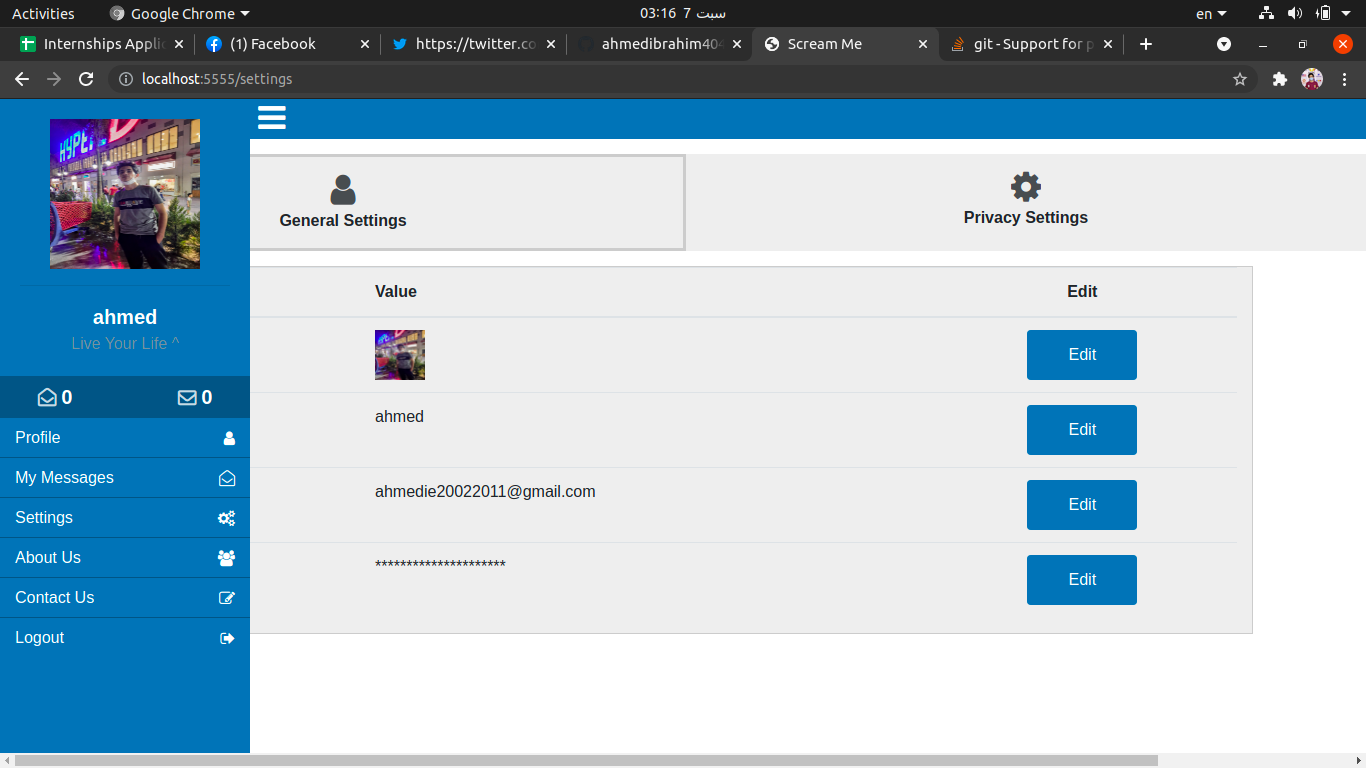 Activities
Google Chrome
سبت 7 03:16
en
Internships Applic
(1) Facebook
https://twitter.co
ahmedibrahim404
Scream Me
git - Support for p
localhost:5555/settings
HYPE
ahmed
Live Your Life ^
0
0
Profile
My Messages
Settings
About Us
Contact Us
Logout
General Settings
Privacy Settings
Value
Edit
Edit
ahmed
Edit
ahmedie20022011@gmail.com
Edit
*********************
Edit